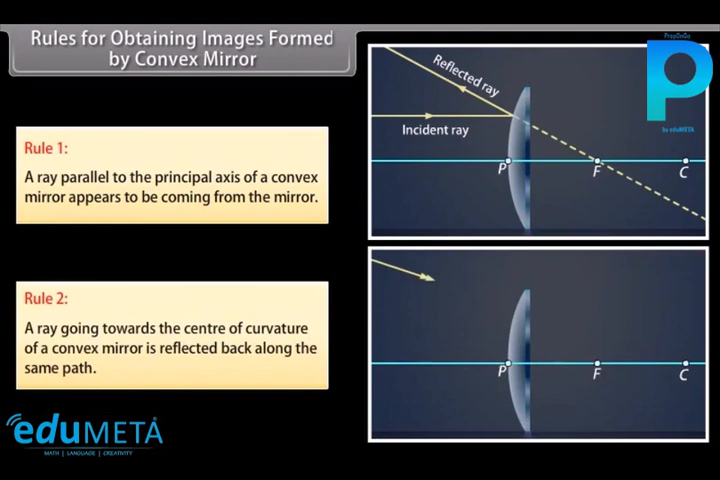 Rules for Obtaining Images Formed
by Convex Mirror
PropOnGo
P
by eduMETA
Rule 1:
A ray parallel to the principal axis of a convex
mirror appears to be coming from the mirror.
Reflected ray
Incident ray
P
F
C
Rule 2:
A ray going towards the centre of curvature
of a convex mirror is reflected back along the
same path.
P
F
C
eduMETA
MATH | LANGUAGE | CREATIVITY